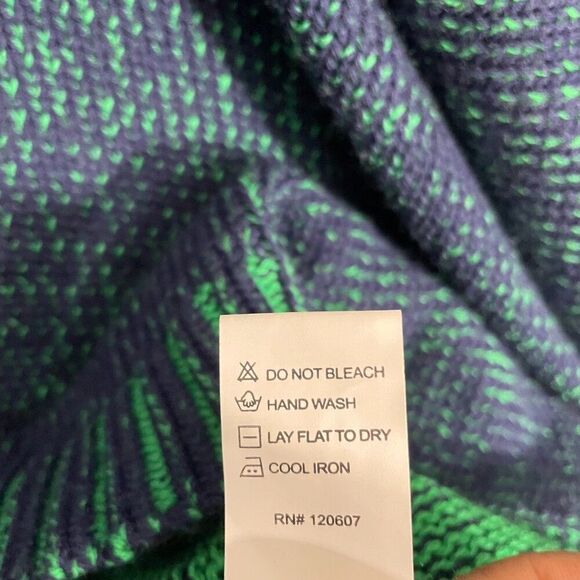 DO NOT BLEACH
HAND WASH
LAY FLAT TO DRY
COOL IRON
RN# 120607